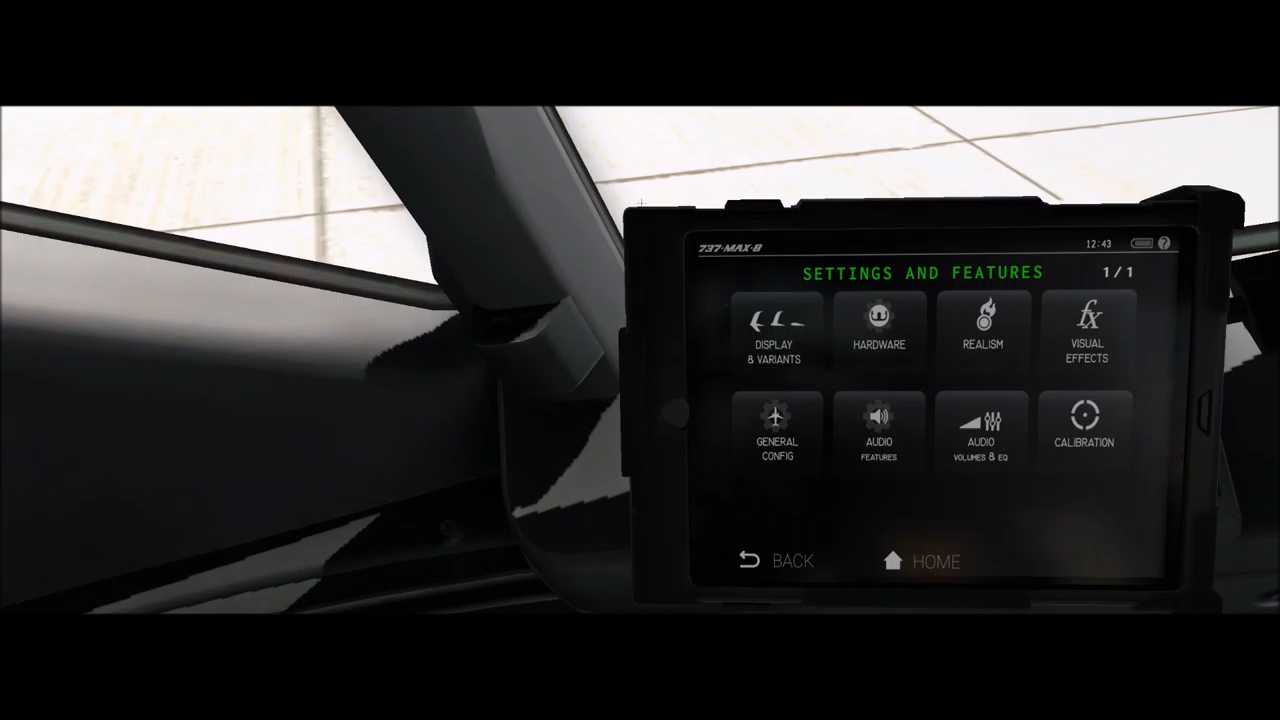 737-MAX-8
12:43
SETTINGS AND FEATURES 1/1
DISPLAY
& VARIANTS
HARDWARE
REALISM
fx
VISUAL
EFFECTS
GENERAL
CONFIG
AUDIO
FEATURES
AUDIO
VOLUMES & EQ
CALIBRATION
BACK
HOME